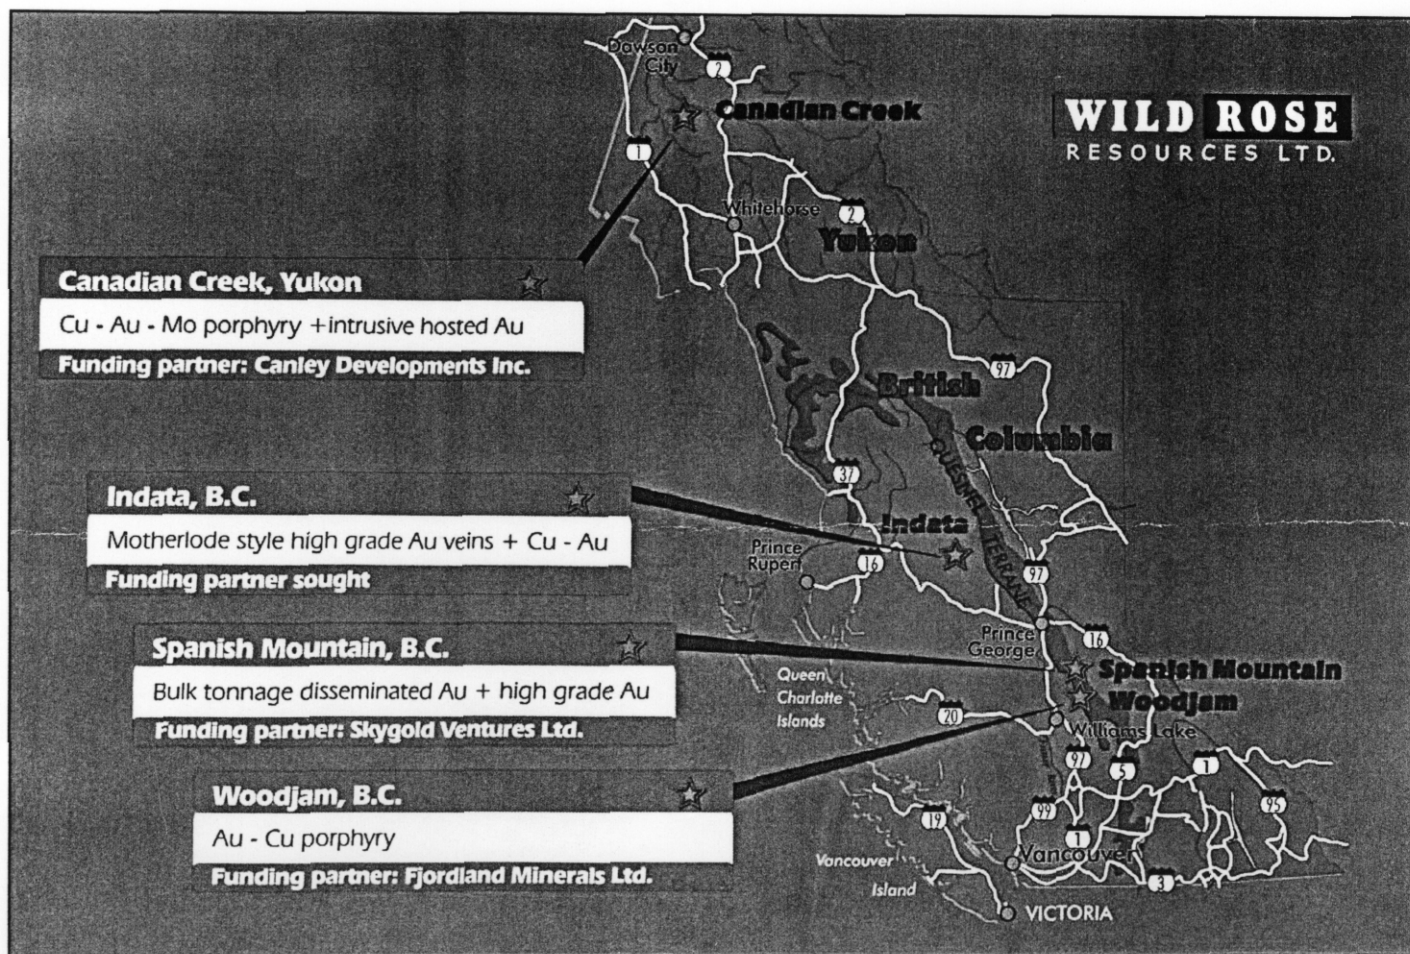 Dawson
City
2
Canadian Creek
WILD ROSE
RESOURCES LTD.
1
Whitehorse
2
Yukon
Canadian Creek, Yukon
Cu - Au - Mo porphyry +intrusive hosted Au
Funding partner: Canley Developments Inc.
97
British
Columbia
QUESNEL TERRANE
37
Indata, B.C.
Motherlode style high grade Au veins + Cu - Au
Funding partner sought
Indata
Prince
Rupert
16
97
Prince
George
16
Spanish Mountain, B.C.
Bulk tonnage disseminated Au + high grade Au
Funding partner: Skygold Ventures Ltd.
Queen
Charlotte
Islands
Spanish Mountain
Woodjam
20
Williams Lake
Woodjam, B.C.
Au - Cu porphyry
Funding partner: Fjordland Minerals Ltd.
97
5
1
99
95
19
1
Vancouver
Island
Vancouver
3
VICTORIA